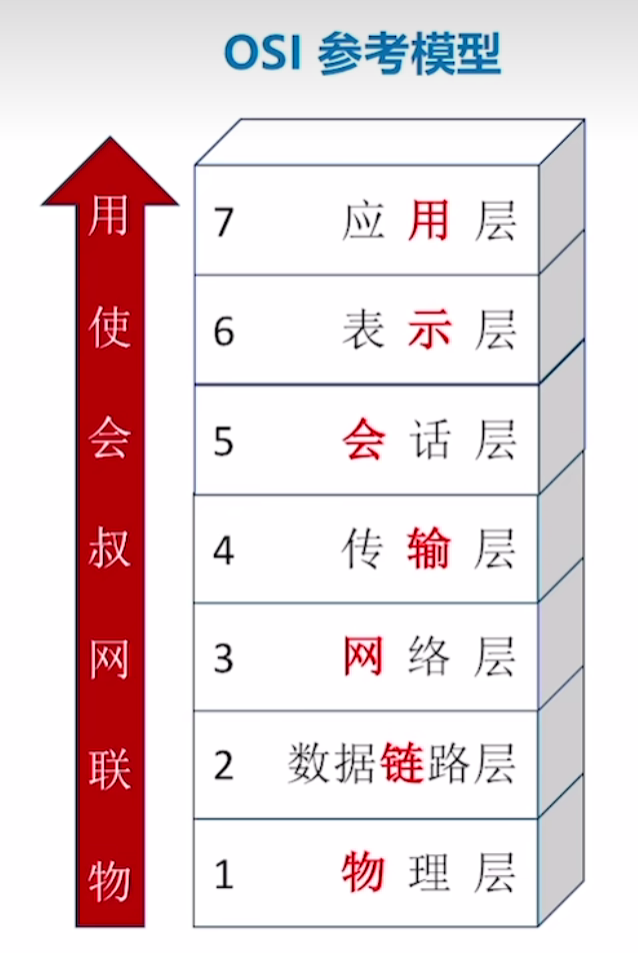 OSI 参考模型
用
使
会
叔
网
联
物
7 应用层
6 表示层
5 会话层
4 传输层
3 网络层
2 数据链路层
1 物理层